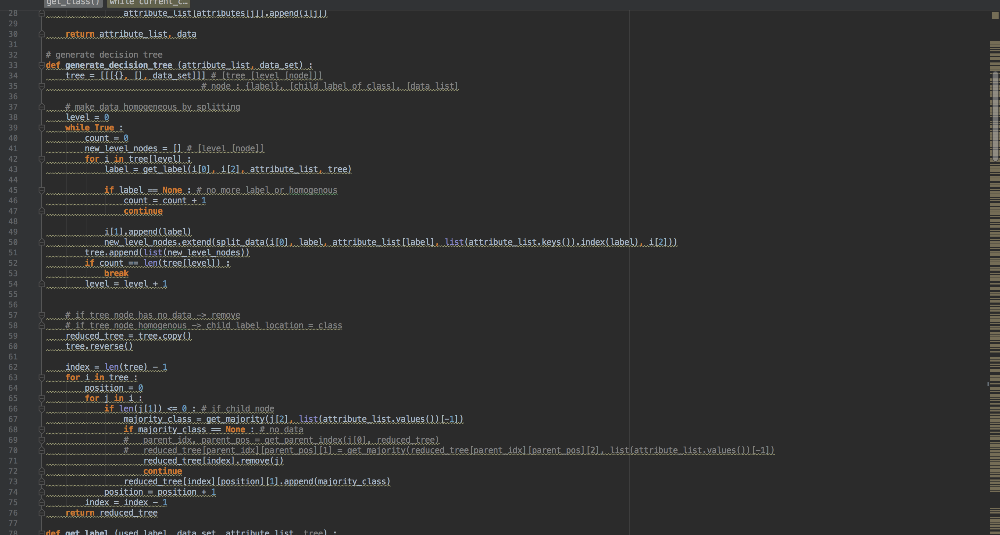 get_class() while current_c…
28 attribute_list[attributes[j]].append(i[j])
29
30 return attribute_list, data
31
32 # generate decision tree
33 def generate_decision_tree (attribute_list, data_set) :
34 tree = [[[{}, [], data_set]]] # [tree [level [node]]]
35 # node : {label}, [child label of class], [data list]
36
37 # make data homogeneous by splitting
38 level = 0
39 while True :
40 count = 0
41 new_level_nodes = [] # [level [node]]
42 for i in tree[level] :
43 label = get_label(i[0], i[2], attribute_list, tree)
44
45 if label == None : # no more label or homogenous
46 count = count + 1
47 continue
48
49 i[1].append(label)
50 new_level_nodes.extend(split_data(i[0], label, attribute_list[label], list(attribute_list.keys()).index(label), i[2]))
51 tree.append(list(new_level_nodes))
52 if count == len(tree[level]) :
53 break
54 level = level + 1
55
56
57 # if tree node has no data -> remove
58 # if tree node homogenous -> child label location = class
59 reduced_tree = tree.copy()
60 tree.reverse()
61
62 index = len(tree) - 1
63 for i in tree :
64 position = 0
65 for j in i :
66 if len(j[1]) <= 0 : # if child node
67 majority_class = get_majority(j[2], list(attribute_list.values())[-1])
68 if majority_class == None : # no data
69 # parent_idx, parent_pos = get_parent_index(j[0], reduced_tree)
70 # reduced_tree[parent_idx][parent_pos][1] = get_majority(reduced_tree[parent_idx][parent_pos][2], list(attribute_list.values())[-1])
71 reduced_tree[index].remove(j)
72 continue
73 reduced_tree[index][position][1].append(majority_class)
74 position = position + 1
75 index = index - 1
76 return reduced_tree
77
78 def get_label (used_label, data_set, attribute_list, tree) :